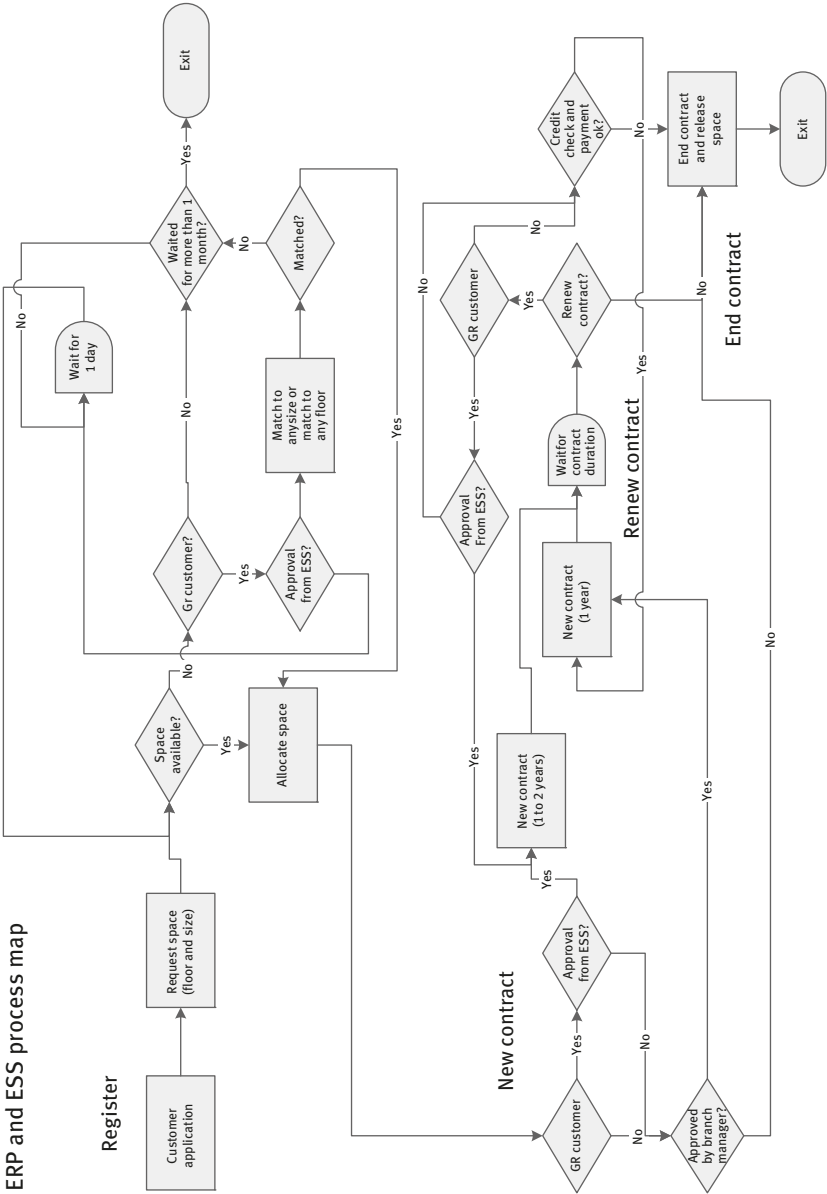 ERP and ESS process map
Register
Customer
application
Request space
(floor and size)
Space
available?
No
Yes
Allocate space
Gr customer?
No
Yes
Approval
from ESS?
Match to
any size or
match to
any floor
Matched?
No
Yes
Waited
for more than 1
month?
Yes
Exit
No
Wait for
1 day
New contract
GR customer
Yes
No
Approval
from ESS?
Yes
No
Approved
by branch
manager?
Yes
No
New contract
(1 to 2 years)
New contract
(1 year)
Renew contract
Waitfor
contract
duration
Renew
contract?
Yes
No
GR customer
Yes
No
Approval
From ESS?
Yes
No
Credit
check and
payment
ok?
No
Yes
End contract
End contract
and release
space
Exit